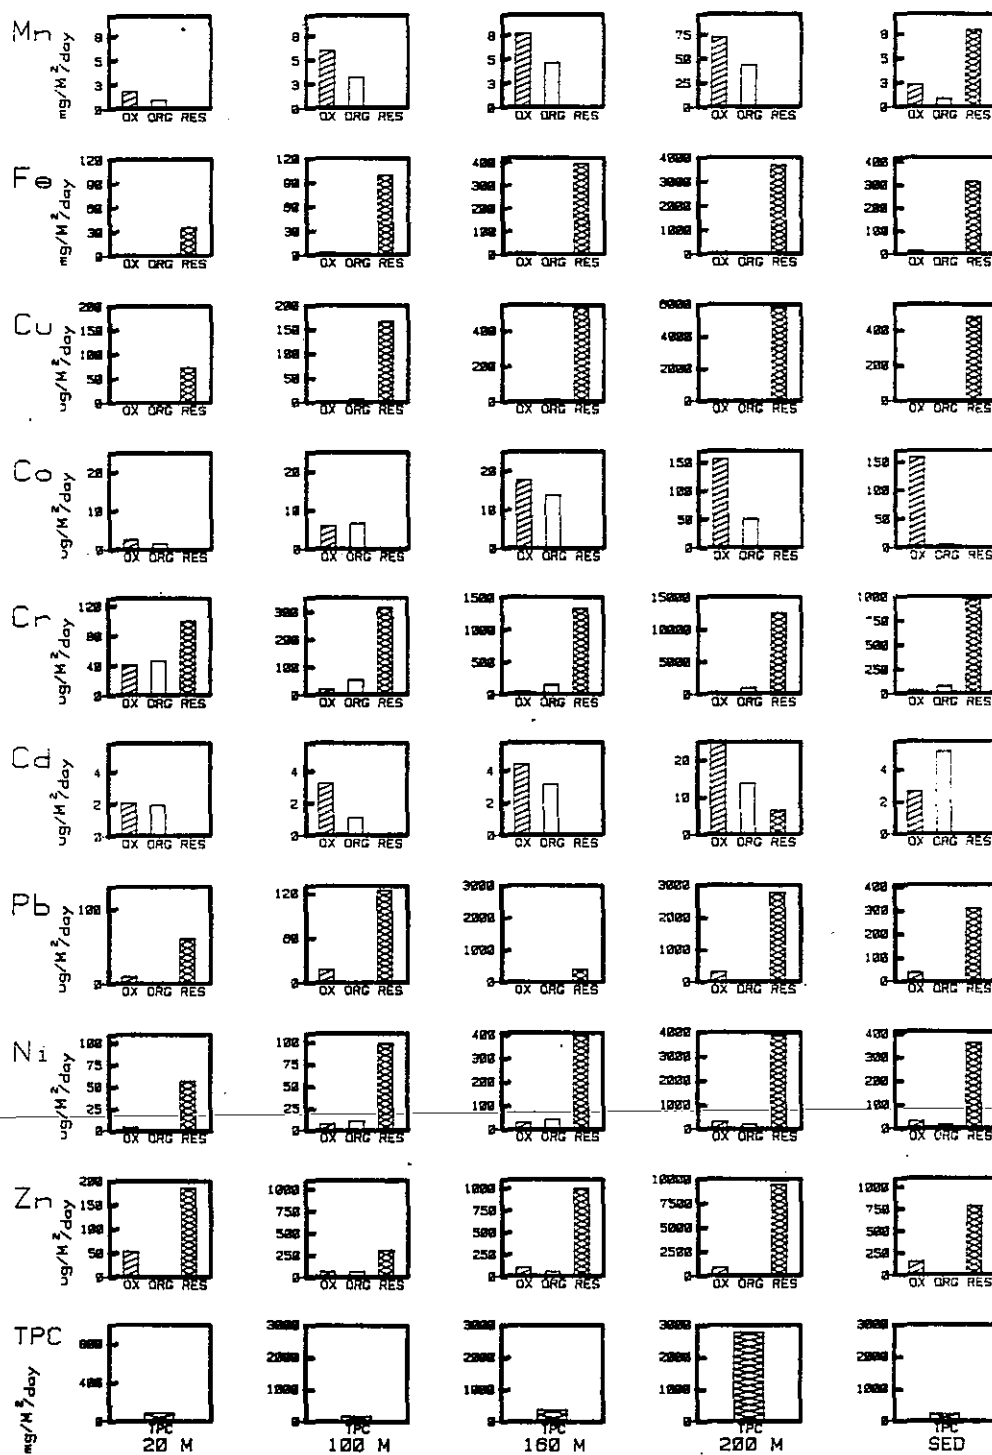 Mn mg/M²/day
8 5 3 0 OX ORG RES
8 5 3 0 OX ORG RES
8 5 3 0 OX ORG RES
75 50 25 0 OX ORG RES
8 5 3 0 OX ORG RES
Fe mg/M²/day
120 90 60 30 0 OX ORG RES
120 90 60 30 0 OX ORG RES
400 300 200 100 0 OX ORG RES
4000 3000 2000 1000 0 OX ORG RES
400 300 200 100 0 OX ORG RES
Cu ug/M²/day
200 150 100 50 0 OX ORG RES
200 150 100 50 0 OX ORG RES
400 200 0 OX ORG RES
6000 4000 2000 0 OX ORG RES
400 200 0 OX ORG RES
Co ug/M²/day
20 10 0 OX ORG RES
20 10 0 OX ORG RES
20 10 0 OX ORG RES
150 100 50 0 OX ORG RES
150 100 50 0 OX ORG RES
Cr ug/M²/day
120 80 40 0 OX ORG RES
300 200 100 0 OX ORG RES
1500 1000 500 0 OX ORG RES
15000 10000 5000 0 OX ORG RES
1000 750 500 250 0 OX ORG RES
Cd ug/M²/day
4 2 0 OX ORG RES
4 2 0 OX ORG RES
4 2 0 OX ORG RES
20 10 0 OX ORG RES
4 2 0 OX ORG RES
Pb ug/M²/day
100 0 OX ORG RES
120 60 0 OX ORG RES
3000 2000 1000 0 OX ORG RES
3000 2000 1000 0 OX ORG RES
400 300 200 100 0 OX ORG RES
Ni ug/M²/day
100 75 50 25 0 OX ORG RES
100 75 50 25 0 OX ORG RES
400 300 200 100 0 OX ORG RES
4000 3000 2000 1000 0 OX ORG RES
400 300 200 100 0 OX ORG RES
Zn ug/M²/day
200 150 100 50 0 OX ORG RES
1000 750 500 250 0 OX ORG RES
1000 750 500 250 0 OX ORG RES
10000 7500 5000 2500 0 OX ORG RES
1000 750 500 250 0 OX ORG RES
TPC mg/M²/day
800 400 0 TPC
3000 2000 1000 0 TPC
3000 2000 1000 0 TPC
3000 2000 1000 0 TPC
3000 2000 1000 0 TPC
20 M 100 M 160 M 200 M SED